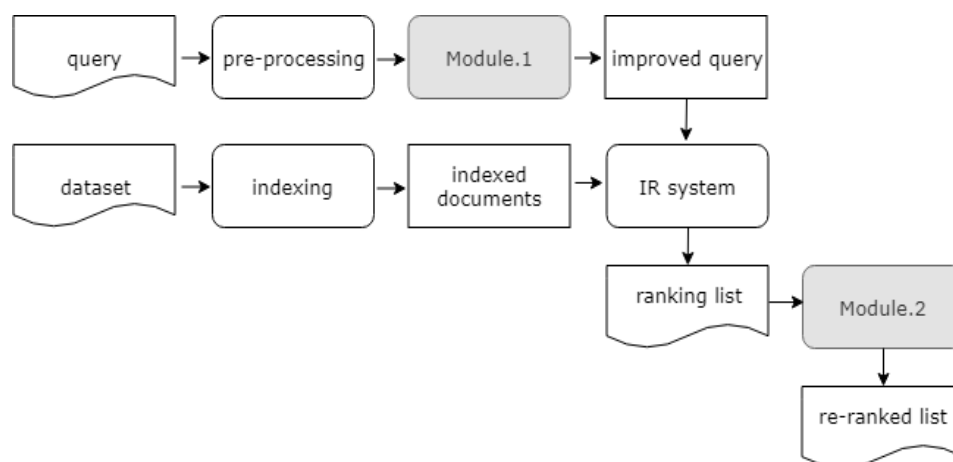 query
pre-processing
Module.1
improved query
dataset
indexing
indexed
documents
IR system
ranking list
Module.2
re-ranked list